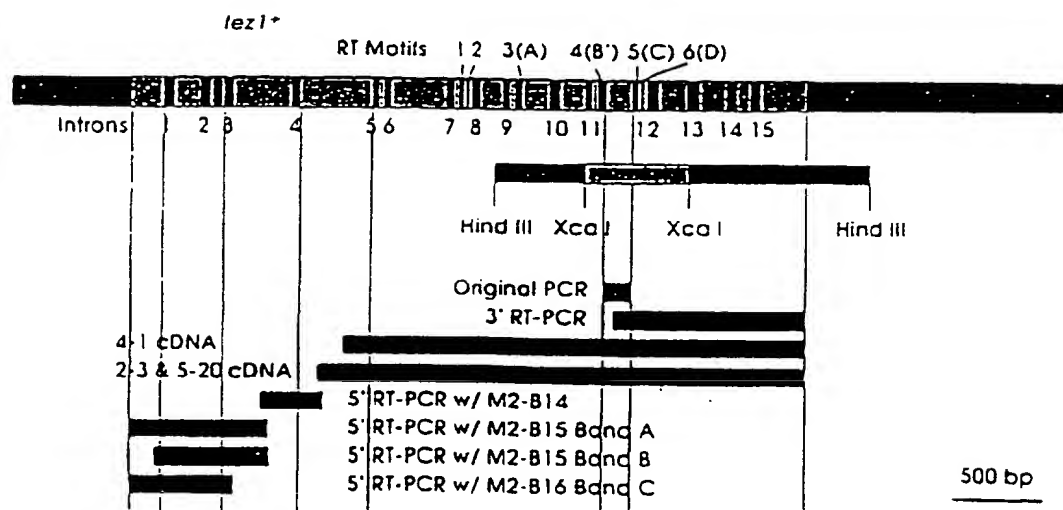 tez1+
RT Motifs 1 2 3(A) 4(B') 5(C) 6(D)
Introns 1 2 3 4 5 6 7 8 9 10 11 12 13 14 15
Hind III Xca I Xca I Hind III
Original PCR
3' RT-PCR
4-1 cDNA
2-3 & 5-20 cDNA
5' RT-PCR w/ M2-B14
5' RT-PCR w/ M2-B15 Band A
5' RT-PCR w/ M2-B15 Band B
5' RT-PCR w/ M2-B16 Band C
500 bp